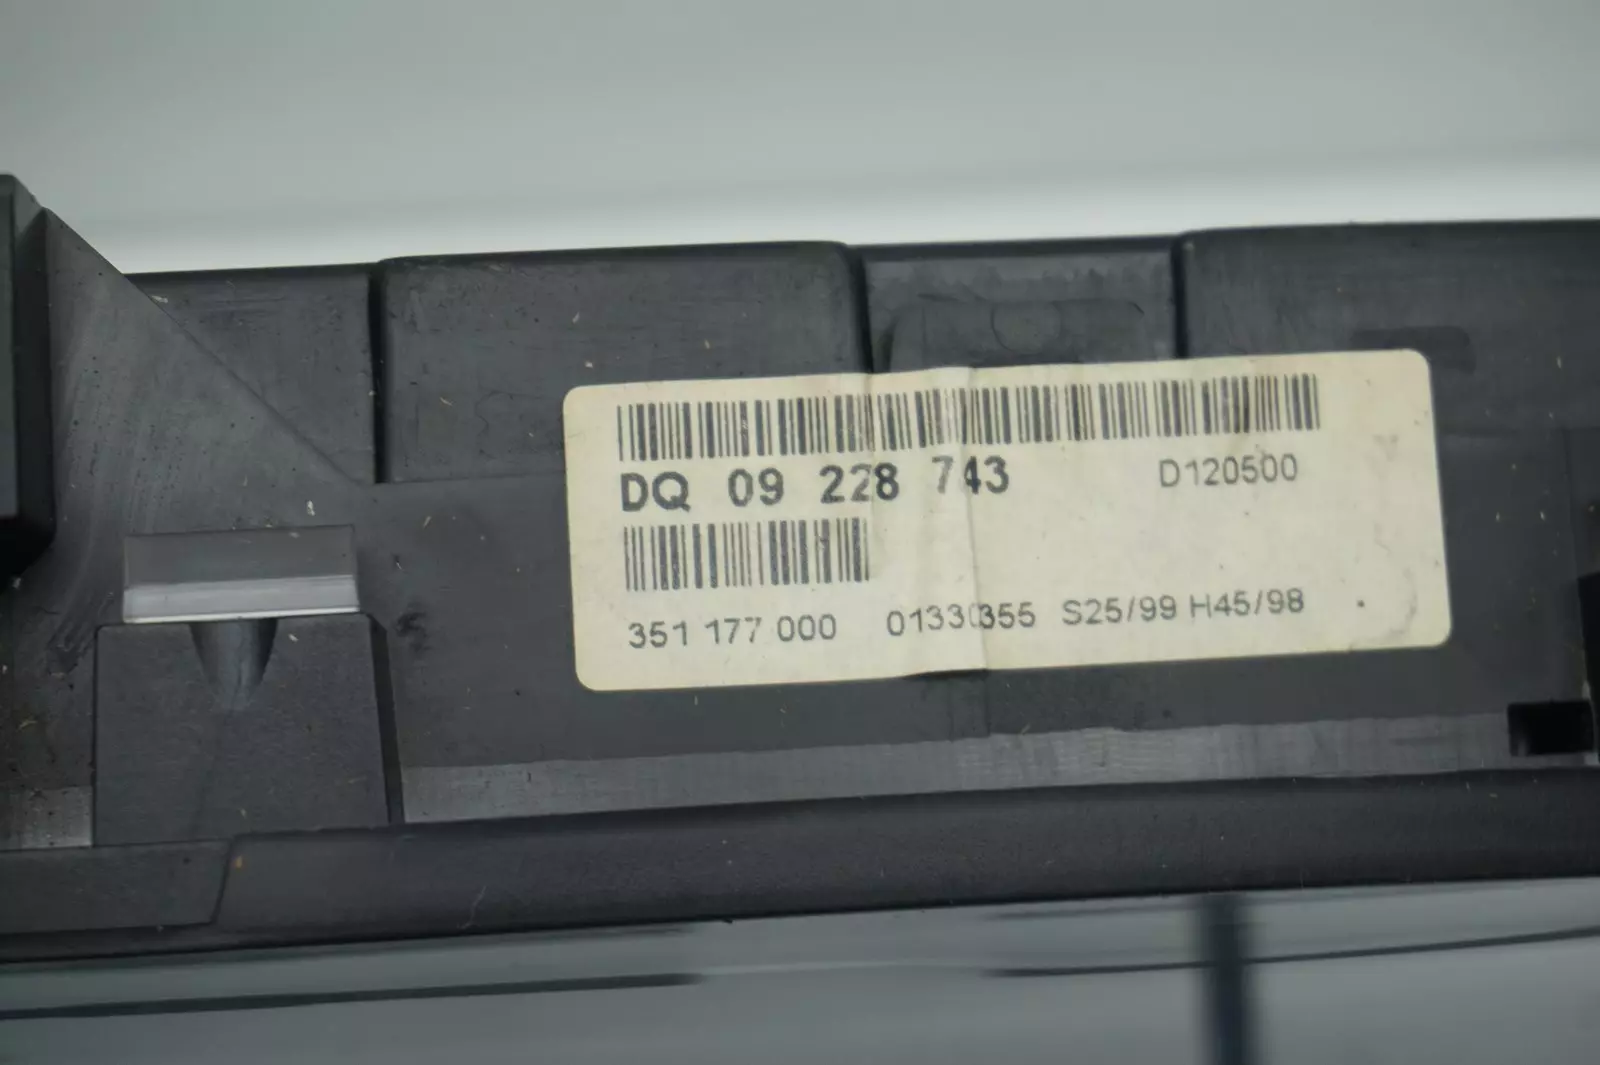 DQ 09 228 743 D120500
351 177 000 01330355 S25/99 H45/98